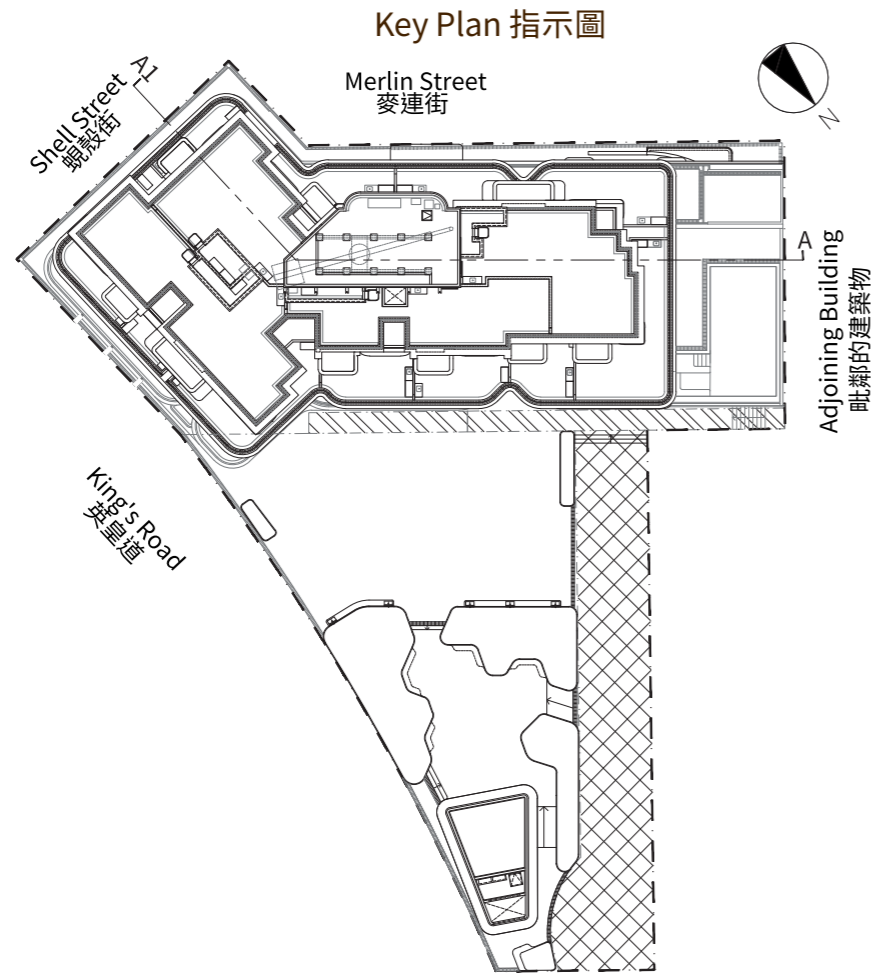 Key Plan 指示圖
Merlin Street
麥連街
N
A1
Shell Street
蜆殼街
A
Adjoining Building
毗鄰的建築物
King's Road
英皇道